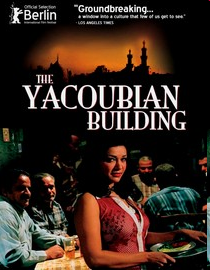 Official Selection
Berlin
International Film Festival
"Groundbreaking...
a window into a culture that few of us get to see."
- LOS ANGELES TIMES
THE
YACOUBIAN
BUILDING